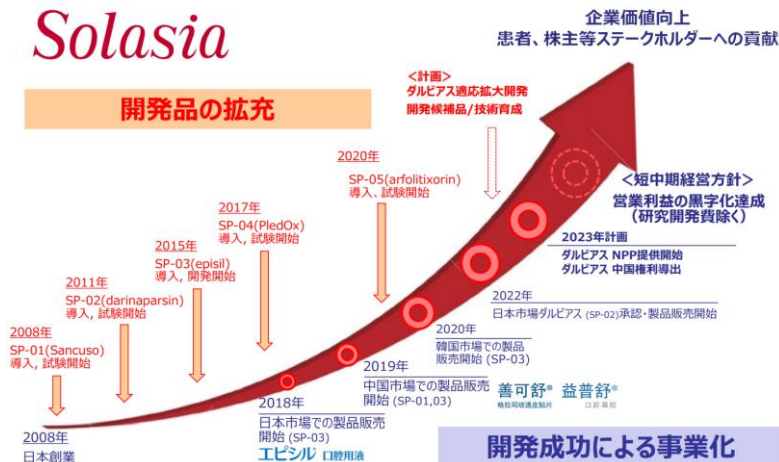 Solasia
企業価値向上
患者、株主等ステークホルダーへの貢献
開発品の拡充
<計画>
ダルビアス適応拡大開発
開発候補品/技術育成
2020年
SP-05(arfolitixorin)
導入、試験開始
2017年
SP-04(PledOx)
導入, 試験開始
2015年
SP-03(episil)
導入, 開発開始
2011年
SP-02(darinaparsin)
導入, 試験開始
2008年
SP-01(Sancuso)
導入, 試験開始
<短中期経営方針>
営業利益の黒字化達成
(研究開発費除く)
2023年計画
ダルビアス NPP提供開始
ダルビアス 中国権利導出
2022年
日本市場ダルビアス (SP-02)承認・製品販売開始
2020年
韓国市場での製品
販売開始 (SP-03)
2019年
中国市場での製品販売
開始 (SP-01,03)
善可舒®
格拉司琼透皮贴片
益普舒®
口腔凝胶
2018年
日本市場での製品販売
開始 (SP-03)
エピシル 口腔用液
2008年
日本創業
開発成功による事業化